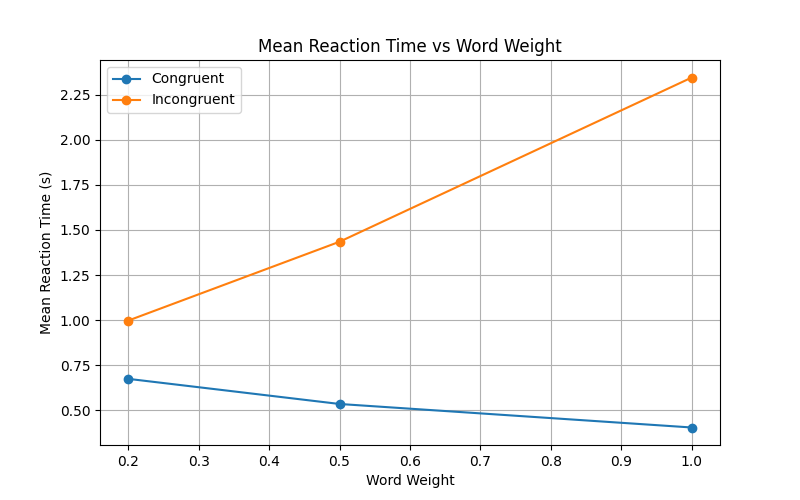 Mean Reaction Time vs Word Weight
Congruent
Incongruent
Mean Reaction Time (s)
2.25
2.00
1.75
1.50
1.25
1.00
0.75
0.50
0.2 0.3 0.4 0.5 0.6 0.7 0.8 0.9 1.0
Word Weight